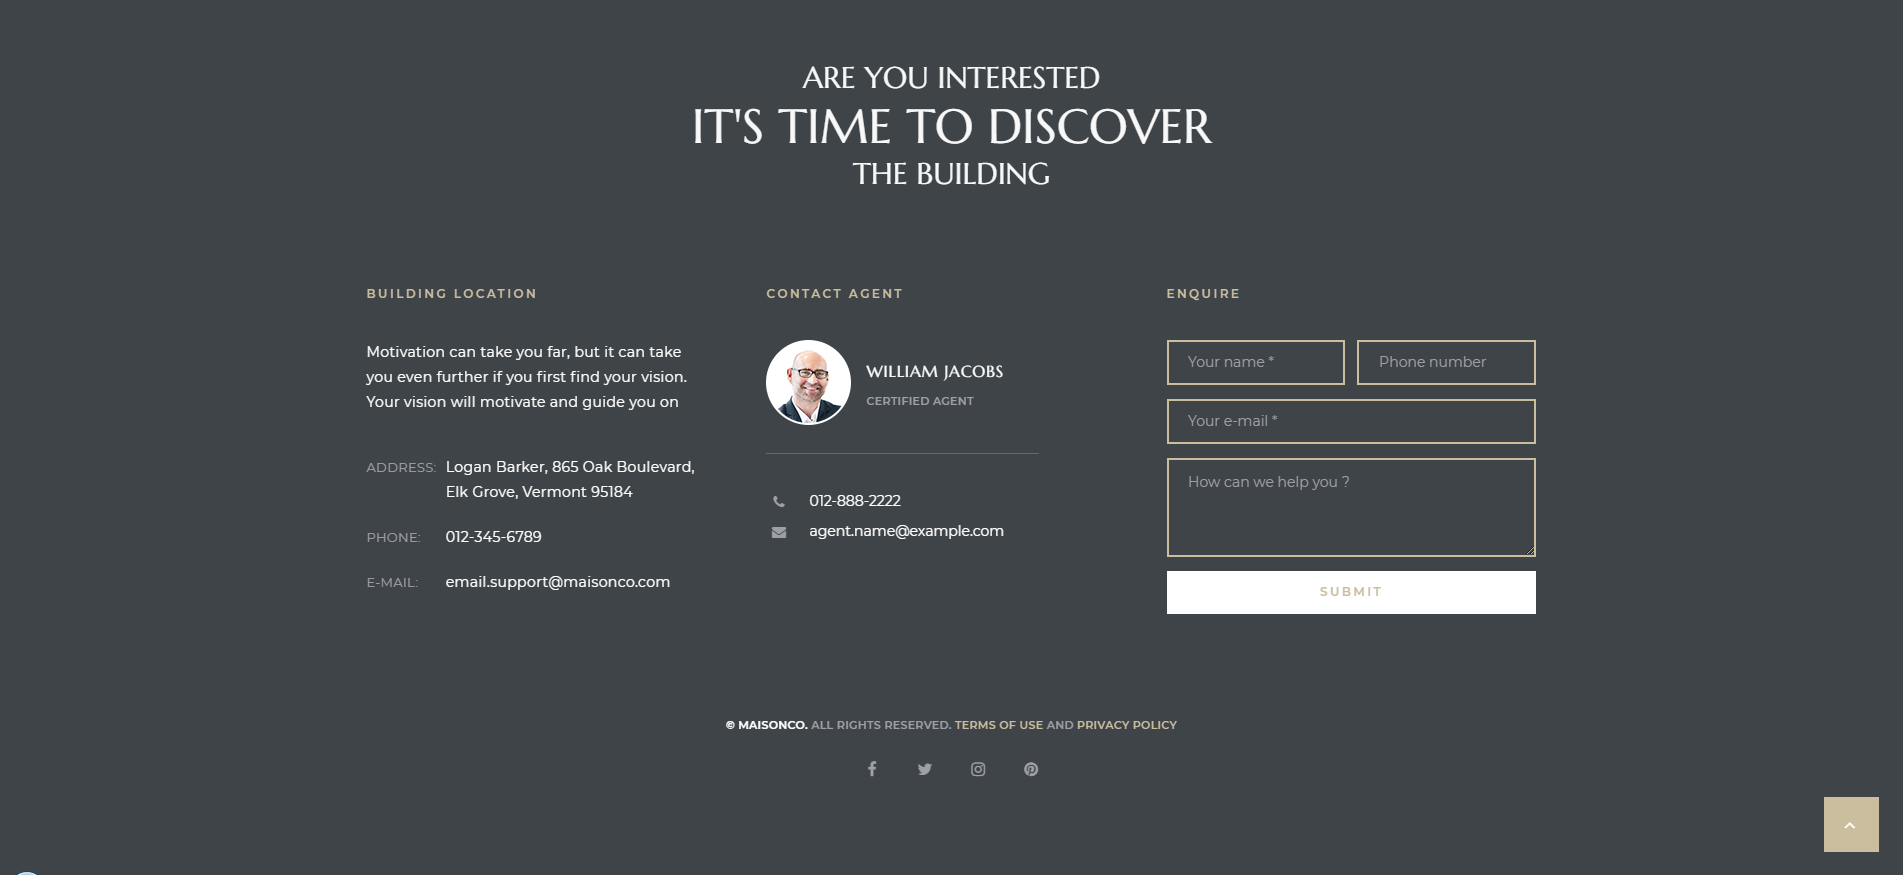 ARE YOU INTERESTED
IT'S TIME TO DISCOVER
THE BUILDING
BUILDING LOCATION
Motivation can take you far, but it can take
you even further if you first find your vision.
Your vision will motivate and guide you on
ADDRESS: Logan Barker, 865 Oak Boulevard,
Elk Grove, Vermont 95184
PHONE: 012-345-6789
E-MAIL: email.support@maisonco.com
CONTACT AGENT
WILLIAM JACOBS
CERTIFIED AGENT
012-888-2222
agent.name@example.com
ENQUIRE
Your name * Phone number
Your e-mail *
How can we help you ?
SUBMIT
© MAISONCO. ALL RIGHTS RESERVED. TERMS OF USE AND PRIVACY POLICY